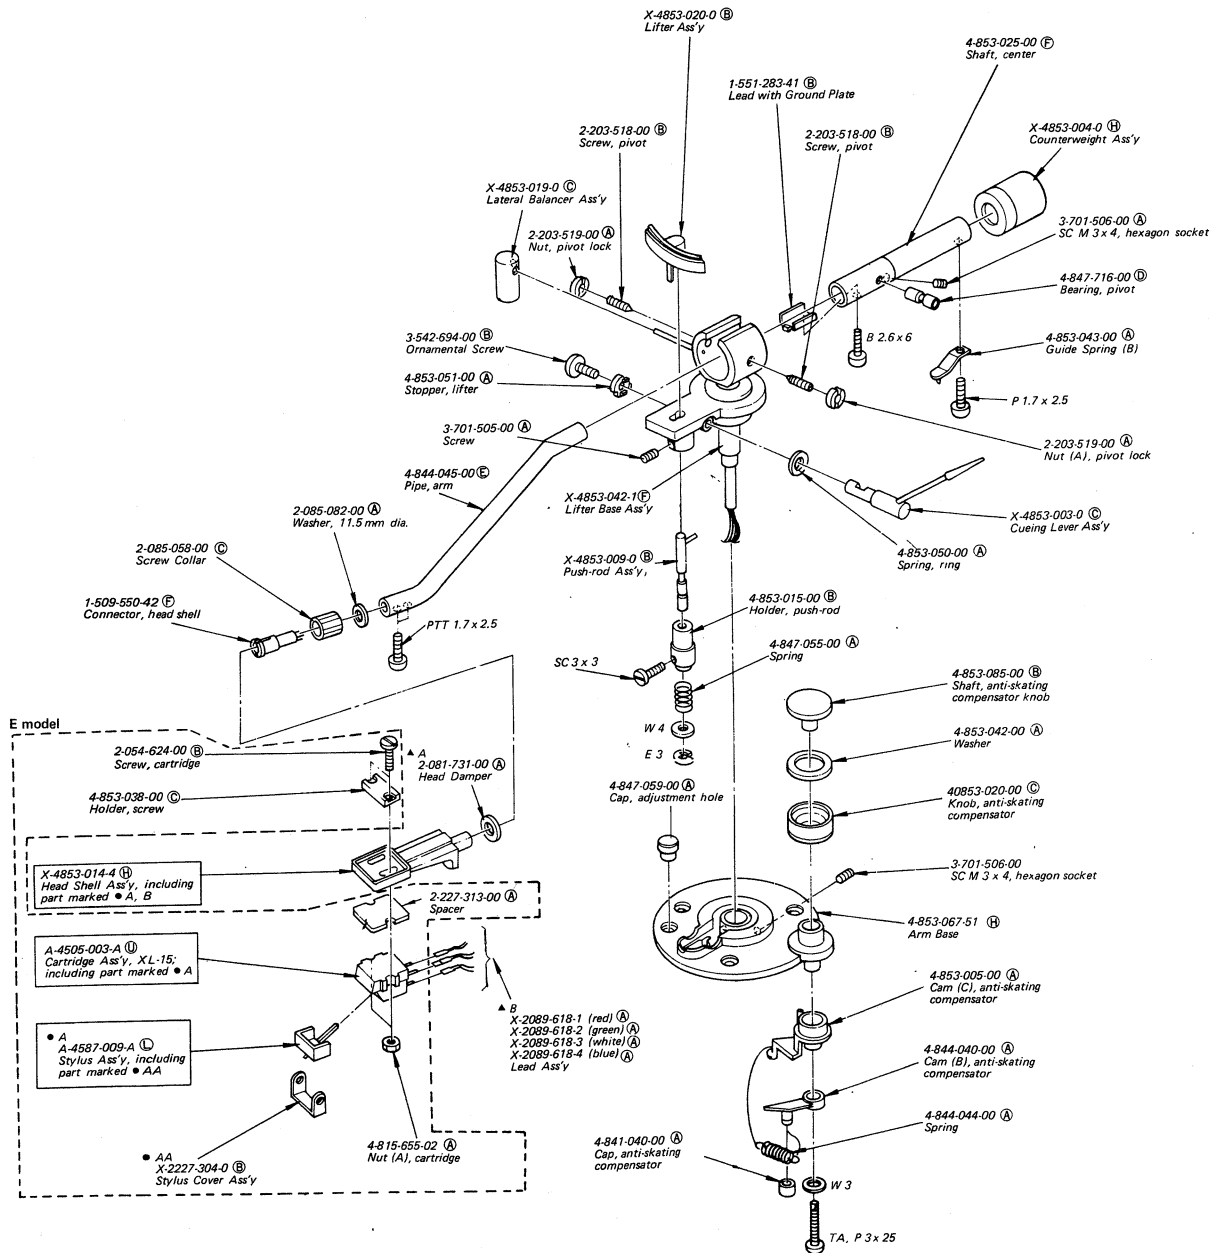 X-4853-020-0 Ⓑ
Lifter Ass'y
4-853-025-00 Ⓕ
Shaft, center
1-551-283-41 Ⓑ
Lead with Ground Plate
X-4853-004-0 Ⓗ
Counterweight Ass'y
2-203-518-00 Ⓑ
Screw, pivot
2-203-518-00 Ⓑ
Screw, pivot
X-4853-019-0 Ⓒ
Lateral Balancer Ass'y
2-203-519-00 Ⓐ
Nut, pivot lock
3-701-506-00 Ⓐ
SC M 3 x 4, hexagon socket
4-847-716-00 Ⓓ
Bearing, pivot
3-542-694-00 Ⓑ
Ornamental Screw
B 2.6 x 6
4-853-043-00 Ⓐ
Guide Spring (B)
4-853-051-00 Ⓐ
Stopper, lifter
P 1.7 x 2.5
3-701-505-00 Ⓐ
Screw
2-203-519-00 Ⓐ
Nut (A), pivot lock
4-844-045-00 Ⓔ
Pipe, arm
X-4853-042-1 Ⓕ
Lifter Base Ass'y
2-085-082-00 Ⓐ
Washer, 11.5 mm dia.
X-4853-003-0 Ⓒ
Cueing Lever Ass'y
2-085-058-00 Ⓒ
Screw Collar
X-4853-009-0 Ⓑ
Push-rod Ass'y
4-853-050-00 Ⓐ
Spring, ring
1-509-550-42 Ⓕ
Connector, head shell
4-853-015-00 Ⓑ
Holder, push-rod
PTT 1.7 x 2.5
4-847-055-00 Ⓐ
Spring
SC 3 x 3
4-853-085-00 Ⓑ
Shaft, anti-skating
compensator knob
E model
W 4
2-054-624-00 Ⓑ
Screw, cartridge
▲ A
2-081-731-00 Ⓐ
Head Damper
E 3
4-853-042-00 Ⓐ
Washer
4-853-038-00 Ⓒ
Holder, screw
4-847-059-00 Ⓐ
Cap, adjustment hole
40853-020-00 Ⓒ
Knob, anti-skating
compensator
X-4853-014-4 Ⓗ
Head Shell Ass'y, including
part marked ● A, B
3-701-506-00
SC M 3 x 4, hexagon socket
2-227-313-00 Ⓐ
Spacer
4-853-067-51 Ⓗ
Arm Base
A-4505-003-A Ⓤ
Cartridge Ass'y, XL-15;
including part marked ● A
4-853-005-00 Ⓐ
Cam (C), anti-skating
compensator
▲ B
X-2089-618-1 (red) Ⓐ
X-2089-618-2 (green) Ⓐ
X-2089-618-3 (white) Ⓐ
X-2089-618-4 (blue) Ⓐ
Lead Ass'y
● A
A-4587-009-A Ⓛ
Stylus Ass'y, including
part marked ● AA
4-844-040-00 Ⓐ
Cam (B), anti-skating
compensator
4-844-044-00 Ⓐ
Spring
4-815-655-02 Ⓐ
Nut (A), cartridge
4-841-040-00 Ⓐ
Cap, anti-skating
compensator
● AA
X-2227-304-0 Ⓑ
Stylus Cover Ass'y
W 3
TA, P 3 x 25